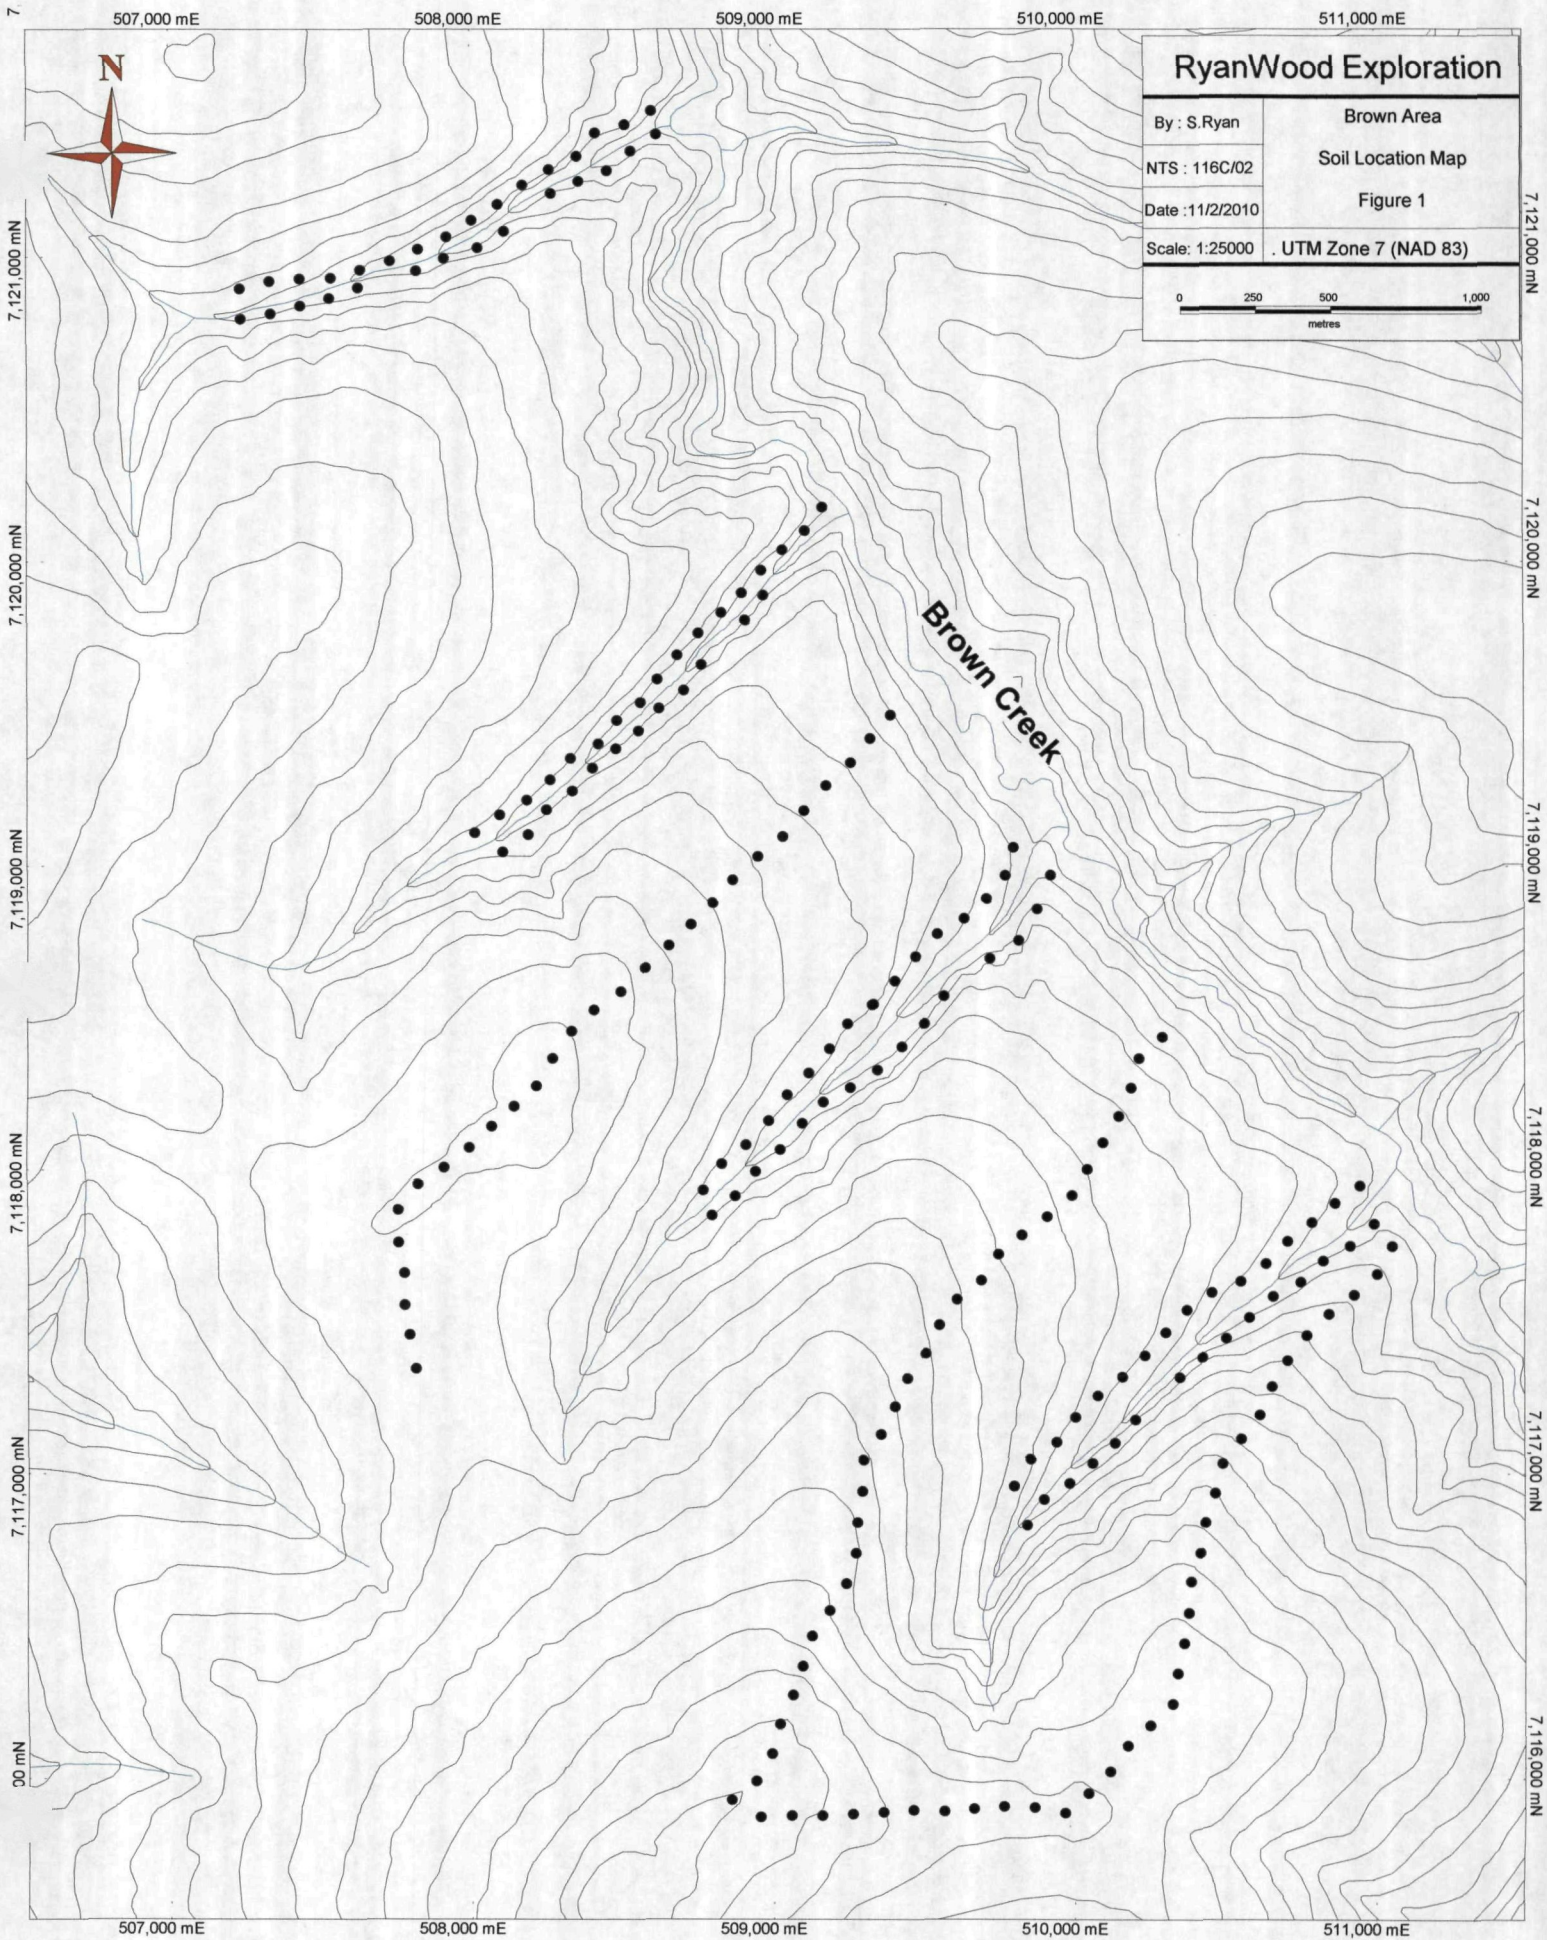 7.
507,000 mE 508,000 mE 509,000 mE 510,000 mE 511,000 mE
N
RyanWood Exploration
By : S.Ryan
NTS : 116C/02
Date :11/2/2010
Scale: 1:25000
Brown Area
Soil Location Map
Figure 1
. UTM Zone 7 (NAD 83)
0 250 500 1,000
metres
7,121,000 mN
7,121,000 mN
7,120,000 mN
7,120,000 mN
Brown Creek
7,119,000 mN
7,119,000 mN
7,118,000 mN
7,118,000 mN
7,117,000 mN
7,117,000 mN
00 mN
7,116,000 mN
507,000 mE 508,000 mE 509,000 mE 510,000 mE 511,000 mE